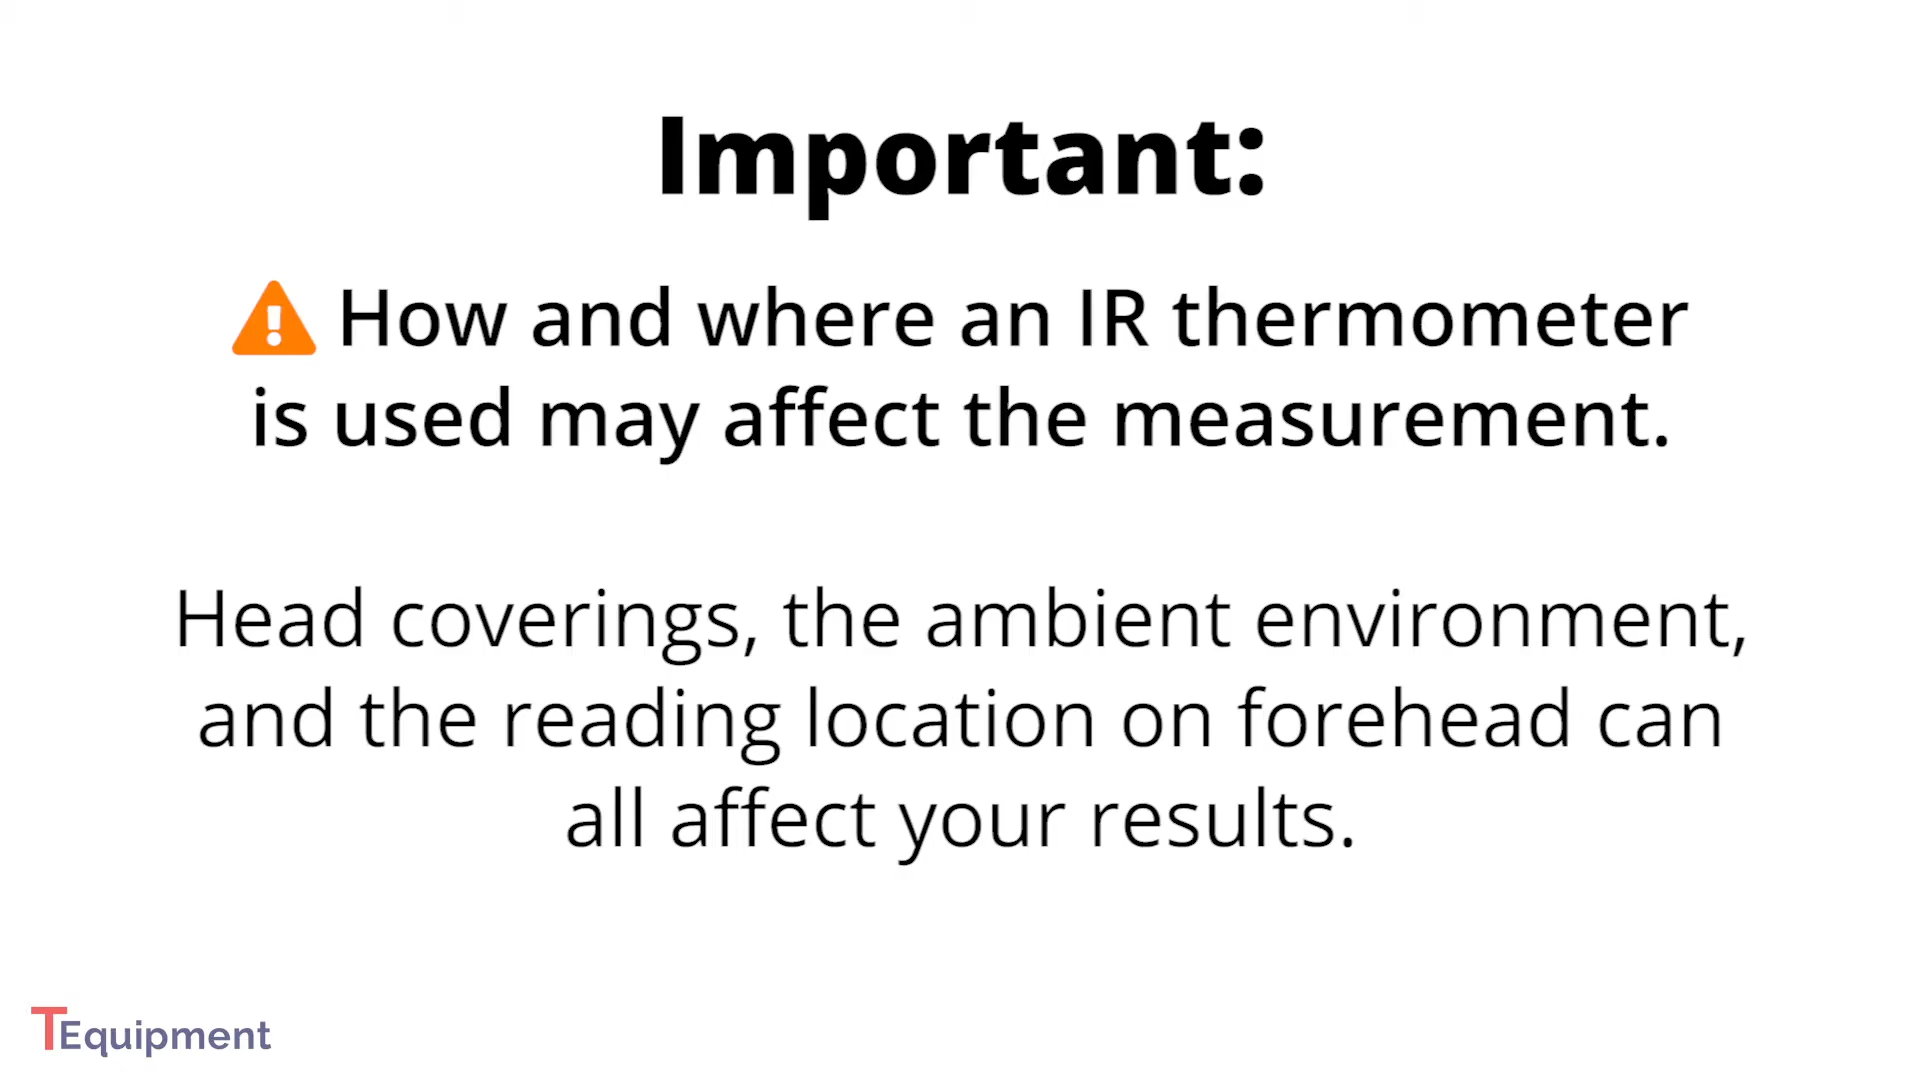 Important:
How and where an IR thermometer
is used may affect the measurement.
Head coverings, the ambient environment,
and the reading location on forehead can
all affect your results.
TEquipment